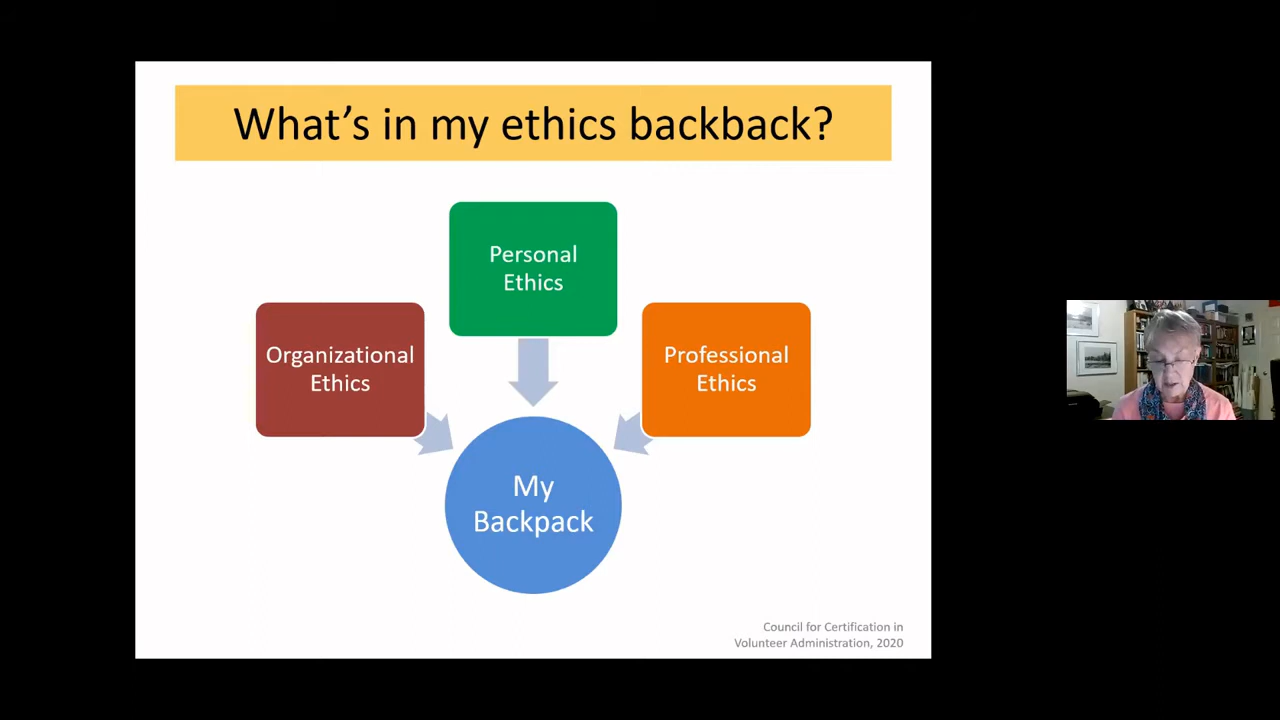 What's in my ethics backback?
Personal
Ethics
Organizational
Ethics
Professional
Ethics
My
Backpack
Council for Certification in
Volunteer Administration, 2020